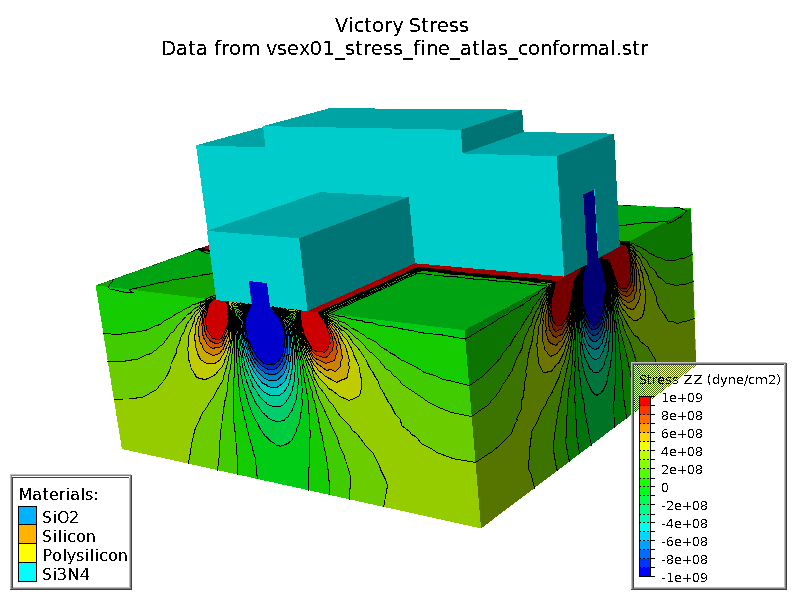 Victory Stress
Data from vsex01_stress_fine_atlas_conformal.str
Stress ZZ (dyne/cm2)
1e+09
8e+08
6e+08
4e+08
2e+08
0
-2e+08
-4e+08
-6e+08
-8e+08
-1e+09
Materials:
SiO2
Silicon
Polysilicon
Si3N4